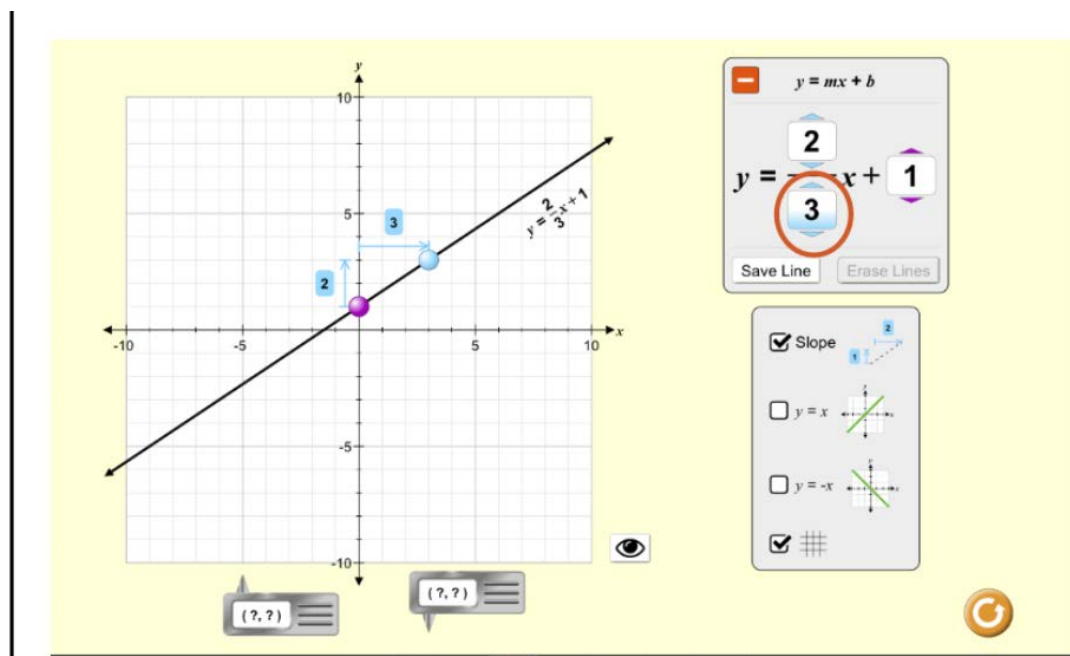 y
10
5
-5
-10
-10
-5
5
10
x
3
2
y = 2/3 x + 1
( ?, ? )
( ?, ? )
y = mx + b
y = 2/3 x + 1
Save Line
Erase Lines
Slope
2
1
y = x
y
x
y = -x
y
x